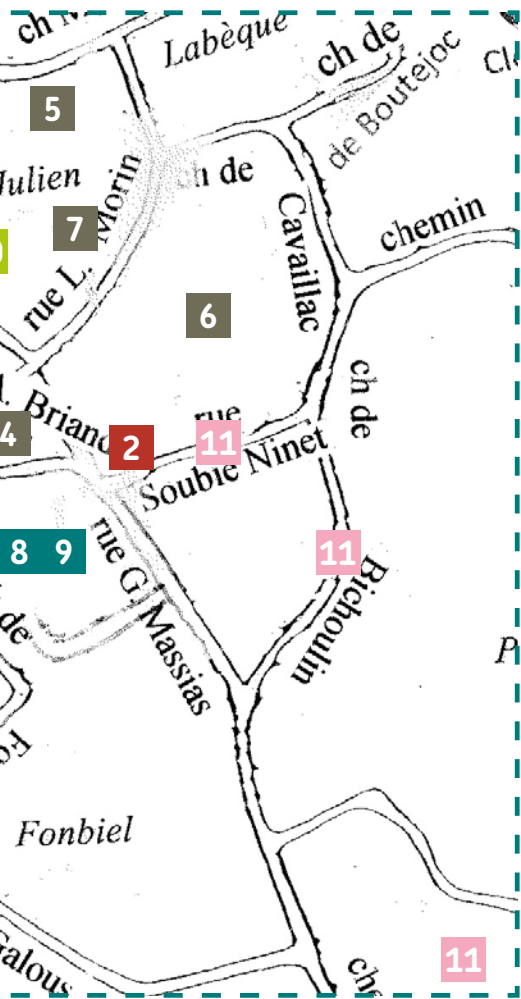 ch
Labèque
ch de
de Boutejoc
5
Julien
ch de
rue L. Morin
7
Cavaillac
chemin
6
ch de
Briand
4
2
rue
11
Soubie Ninet
8 9
rue G. Massias
11
Bichoulin
de
Fonbiel
Galous
11